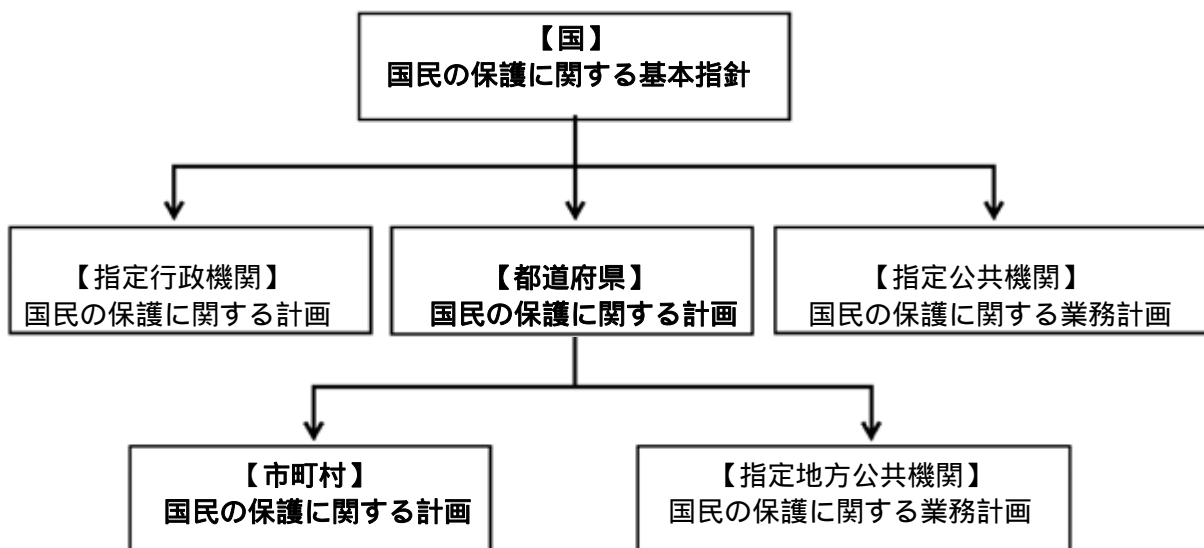 【国】
国民の保護に関する基本指針
【指定行政機関】
国民の保護に関する計画
【都道府県】
国民の保護に関する計画
【指定公共機関】
国民の保護に関する業務計画
【市町村】
国民の保護に関する計画
【指定地方公共機関】
国民の保護に関する業務計画